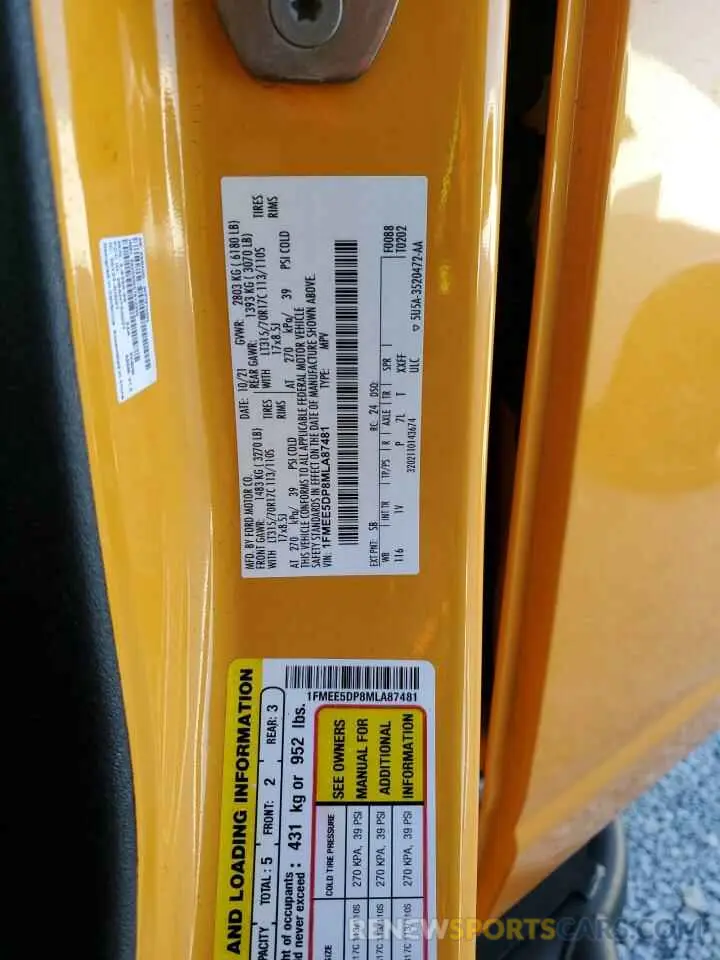 MFD. BY FORD MOTOR CO.
DATE: 10/21 GVWR: 2803 KG ( 6180 LB)
FRONT GAWR: 1483 KG (3270 LB)
REAR GAWR: 1393 KG ( 3070 LB)
WITH LT315/70R17C 113/110S TIRES
WITH LT315/70R17C 113/110S TIRES
17x8.5J RIMS
17x8.5J RIMS
AT 270 kPa/ 39 PSI COLD
AT 270 kPa/ 39 PSI COLD
THIS VEHICLE CONFORMS TO ALL APPLICABLE FEDERAL MOTOR VEHICLE
SAFETY STANDARDS IN EFFECT ON THE DATE OF MANUFACTURE SHOWN ABOVE.
VIN: 1FMEE5DP8MLA87481 TYPE: MPV
F0088
T0202
EXT PNT: SB RC: 24 DSO:
WB INT TR TP/PS R AXLE TR SPR
116 IV P 7L T XXFF
3202110143674 ULC
5U5A-3520472-AA
AND LOADING INFORMATION
TOTAL: 5 FRONT: 2 REAR: 3
of occupants
never exceed : 431 kg or 952 lbs.
1FMEE5DP8MLA87481
COLD TIRE PRESSURE
270 KPA, 39 PSI
270 KPA, 39 PSI
270 KPA, 39 PSI
SEE OWNERS
MANUAL FOR
ADDITIONAL
INFORMATION
NEWSPORTSCARS.COM